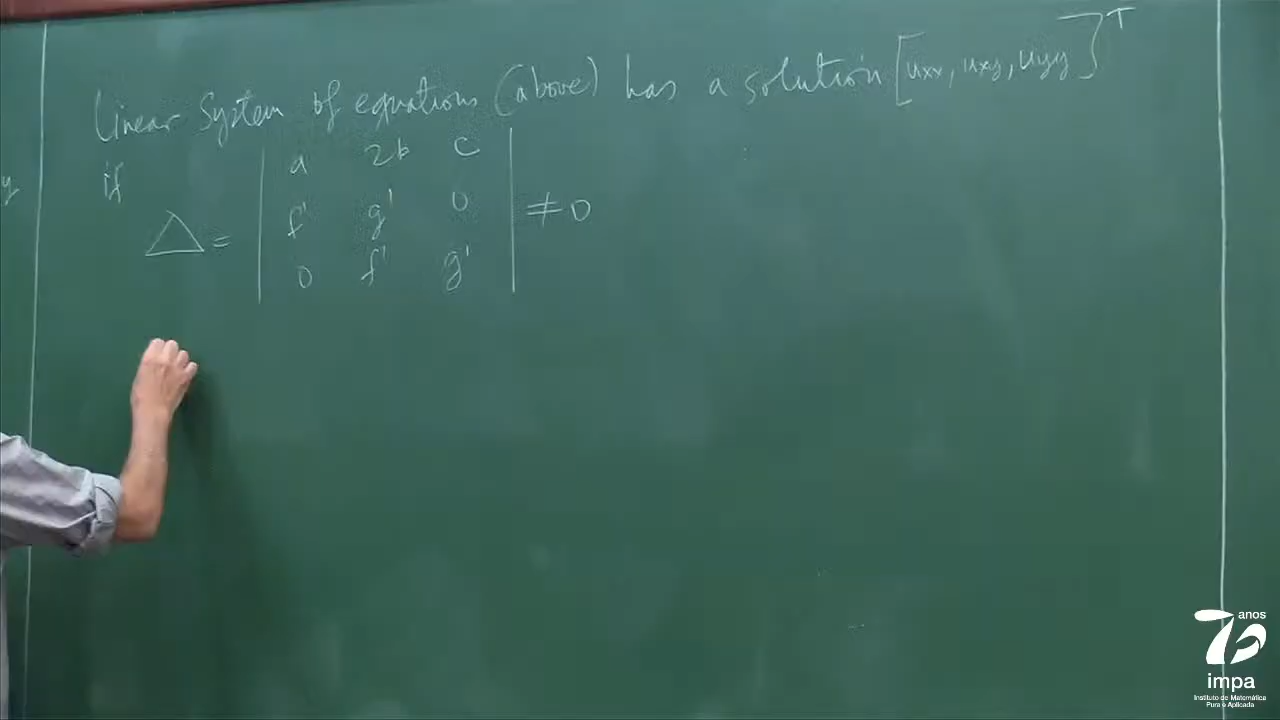 Linear System of equations (above) has a solution [uxx, uxy, uyy]^T
if
a 2b c
f' g' 0
△ = ≠ 0
0 f' g'
y
70 anos
impa
Instituto de Matemática
Pura e Aplicada